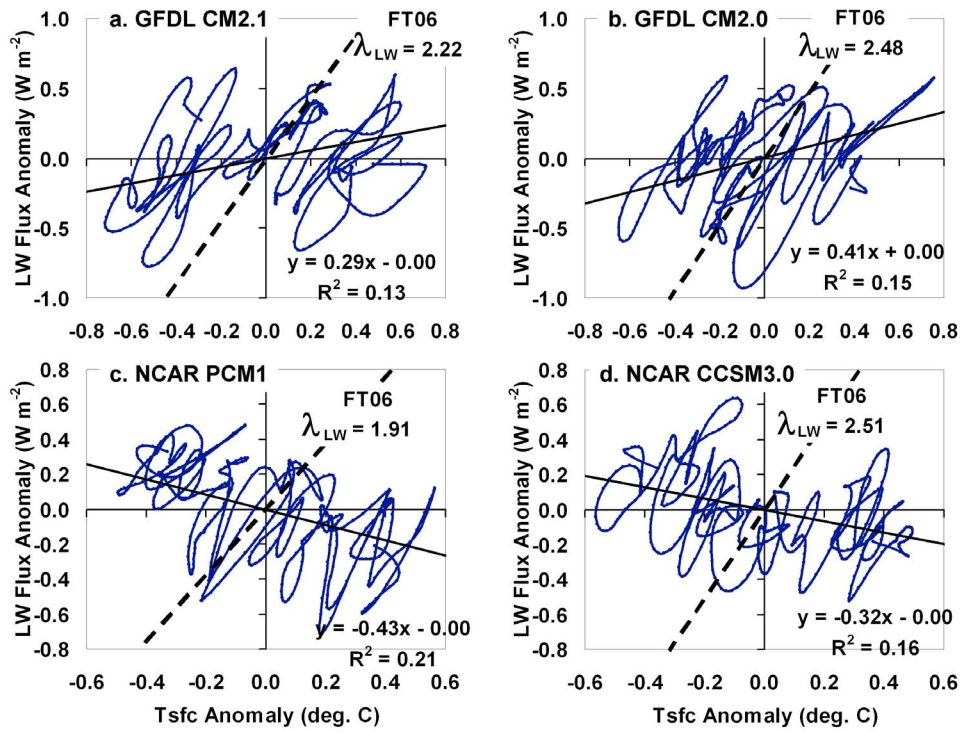 a. GFDL CM2.1
FT06
λLW = 2.22
LW Flux Anomaly (W m-2)
1.0
0.5
0.0
-0.5
-1.0
y = 0.29x - 0.00
R2 = 0.13
-0.8 -0.6 -0.4 -0.2 0.0 0.2 0.4 0.6 0.8
b. GFDL CM2.0
FT06
λLW = 2.48
LW Flux Anomaly (W m-2)
1.0
0.5
0.0
-0.5
-1.0
y = 0.41x + 0.00
R2 = 0.15
-0.8 -0.6 -0.4 -0.2 0.0 0.2 0.4 0.6 0.8
c. NCAR PCM1
FT06
λLW = 1.91
LW Flux Anomaly (W m-2)
0.8
0.6
0.4
0.2
0.0
-0.2
-0.4
-0.6
-0.8
y = -0.43x - 0.00
R2 = 0.21
-0.6 -0.4 -0.2 0.0 0.2 0.4 0.6
Tsfc Anomaly (deg. C)
d. NCAR CCSM3.0
FT06
λLW = 2.51
LW Flux Anomaly (W m-2)
0.8
0.6
0.4
0.2
0.0
-0.2
-0.4
-0.6
-0.8
y = -0.32x - 0.00
R2 = 0.16
-0.6 -0.4 -0.2 0.0 0.2 0.4 0.6
Tsfc Anomaly (deg. C)